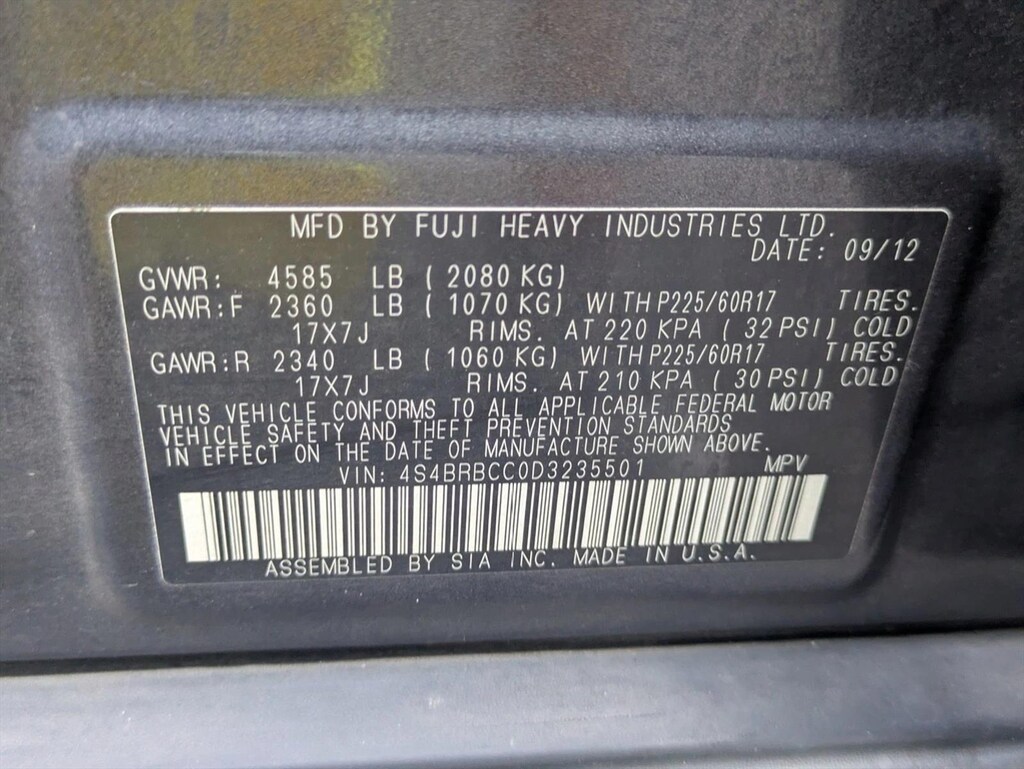 MFD BY FUJI HEAVY INDUSTRIES LTD.
DATE: 09/12
GVWR: 4585 LB ( 2080 KG)
GAWR:F 2360 LB ( 1070 KG) WITH P225/60R17 TIRES.
17X7J RIMS. AT 220 KPA ( 32 PSI) COLD
GAWR:R 2340 LB ( 1060 KG) WITH P225/60R17 TIRES.
17X7J RIMS. AT 210 KPA ( 30 PSI) COLD
THIS VEHICLE CONFORMS TO ALL APPLICABLE FEDERAL MOTOR
VEHICLE SAFETY AND THEFT PREVENTION STANDARDS
IN EFFECT ON THE DATE OF MANUFACTURE SHOWN ABOVE.
VIN: 4S4BRBCC0D3235501 MPV
ASSEMBLED BY SIA INC. MADE IN U.S.A.